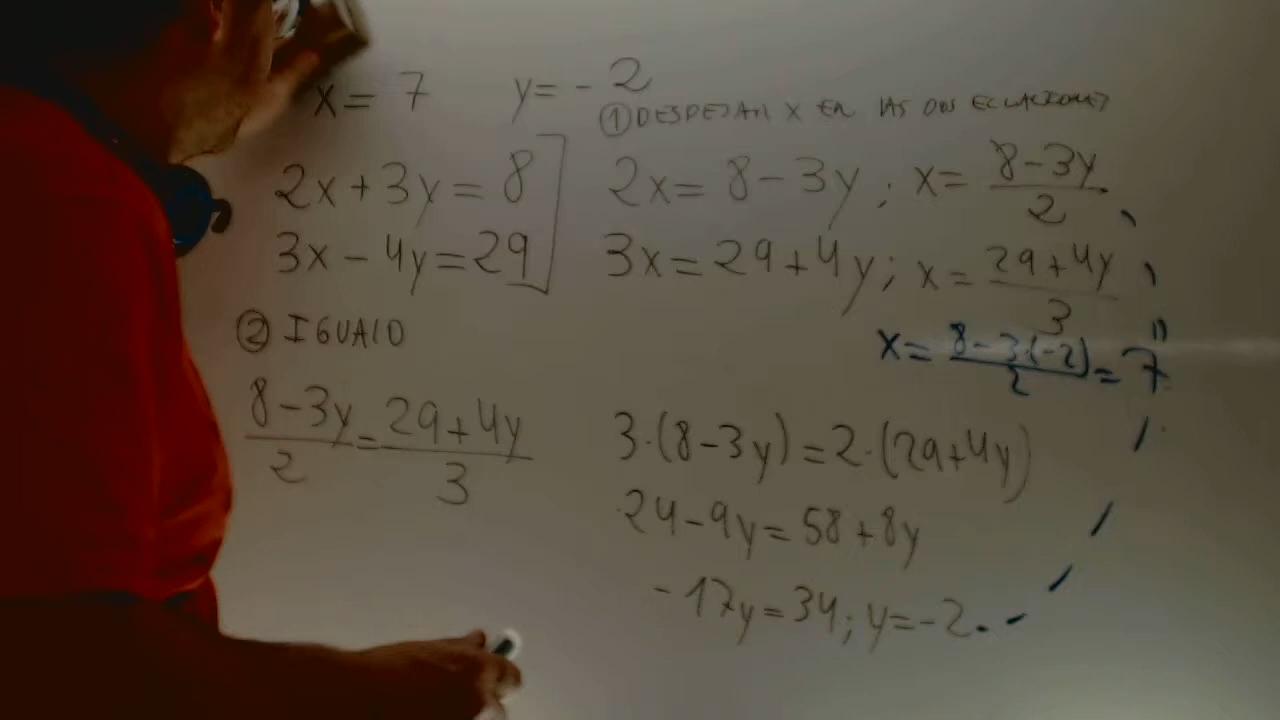 x = 7 y = - 2
① DESPEJAR X EN LAS DOS ECUACIONES
2x + 3y = 8
3x - 4y = 29
2x = 8 - 3y ; x = (8 - 3y)/2
3x = 29 + 4y ; x = (29 + 4y)/3
x = (8 - 3·(-2))/2 = 7
② IGUALO
(8 - 3y)/2 = (29 + 4y)/3
3·(8 - 3y) = 2·(29 + 4y)
24 - 9y = 58 + 8y
-17y = 34 ; y = -2